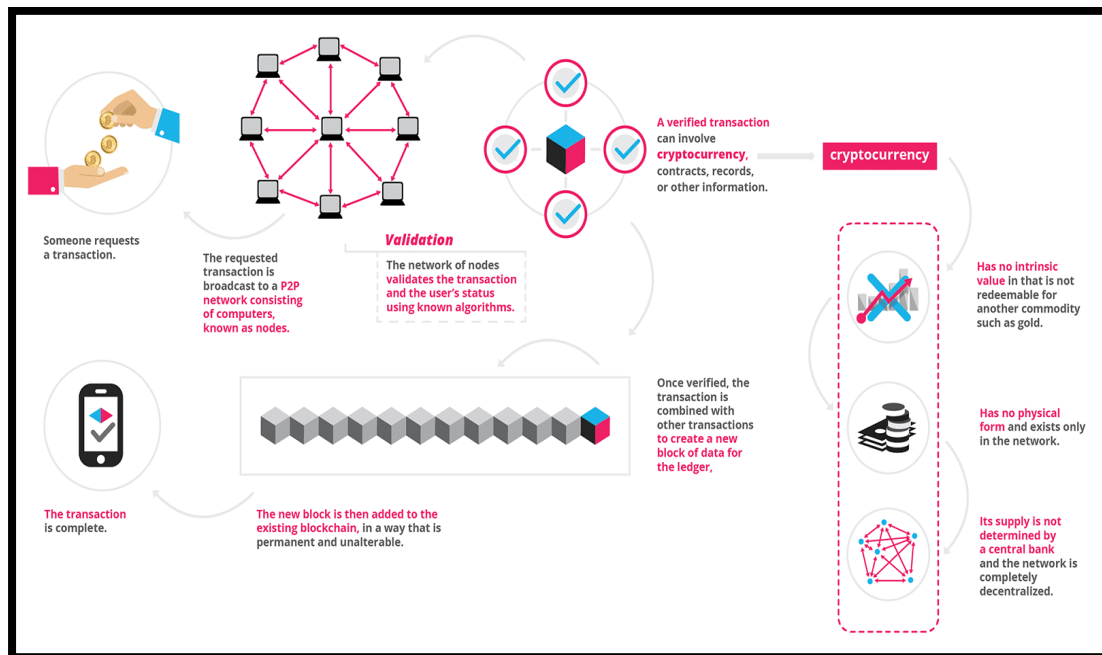 Someone requests
a transaction.
The requested
transaction is
broadcast to a P2P
network consisting
of computers,
known as nodes.
Validation
The network of nodes
validates the transaction
and the user's status
using known algorithms.
A verified transaction
can involve
cryptocurrency,
contracts, records,
or other information.
cryptocurrency
Has no intrinsic
value in that is not
redeemable for
another commodity
such as gold.
Has no physical
form and exists only
in the network.
Its supply is not
determined by
a central bank
and the network is
completely
decentralized.
Once verified, the
transaction is
combined with
other transactions
to create a new
block of data for
the ledger,
The new block is then added to the
existing blockchain, in a way that is
permanent and unalterable.
The transaction
is complete.